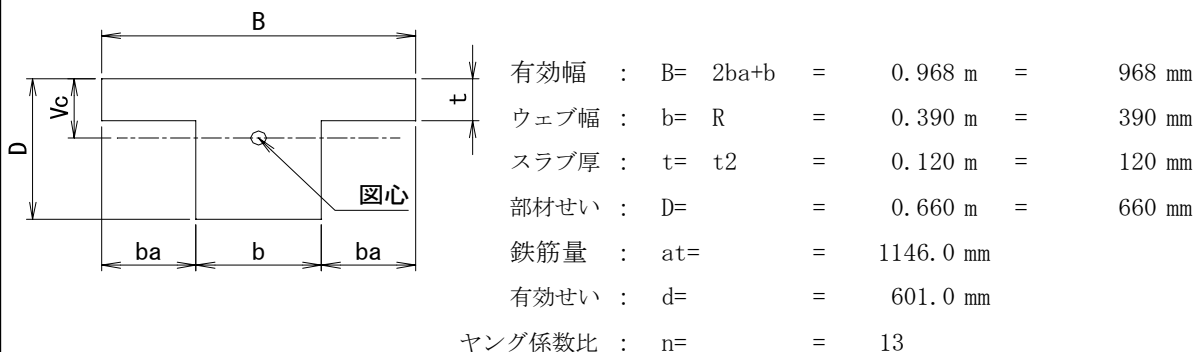 B
Vc
D
t
図心
ba
b
ba
有効幅 : B= 2ba+b = 0.968 m = 968 mm
ウェブ幅 : b= R = 0.390 m = 390 mm
スラブ厚 : t= t2 = 0.120 m = 120 mm
部材せい : D= = 0.660 m = 660 mm
鉄筋量 : at= = 1146.0 mm
有効せい : d= = 601.0 mm
ヤング係数比 : n= = 13